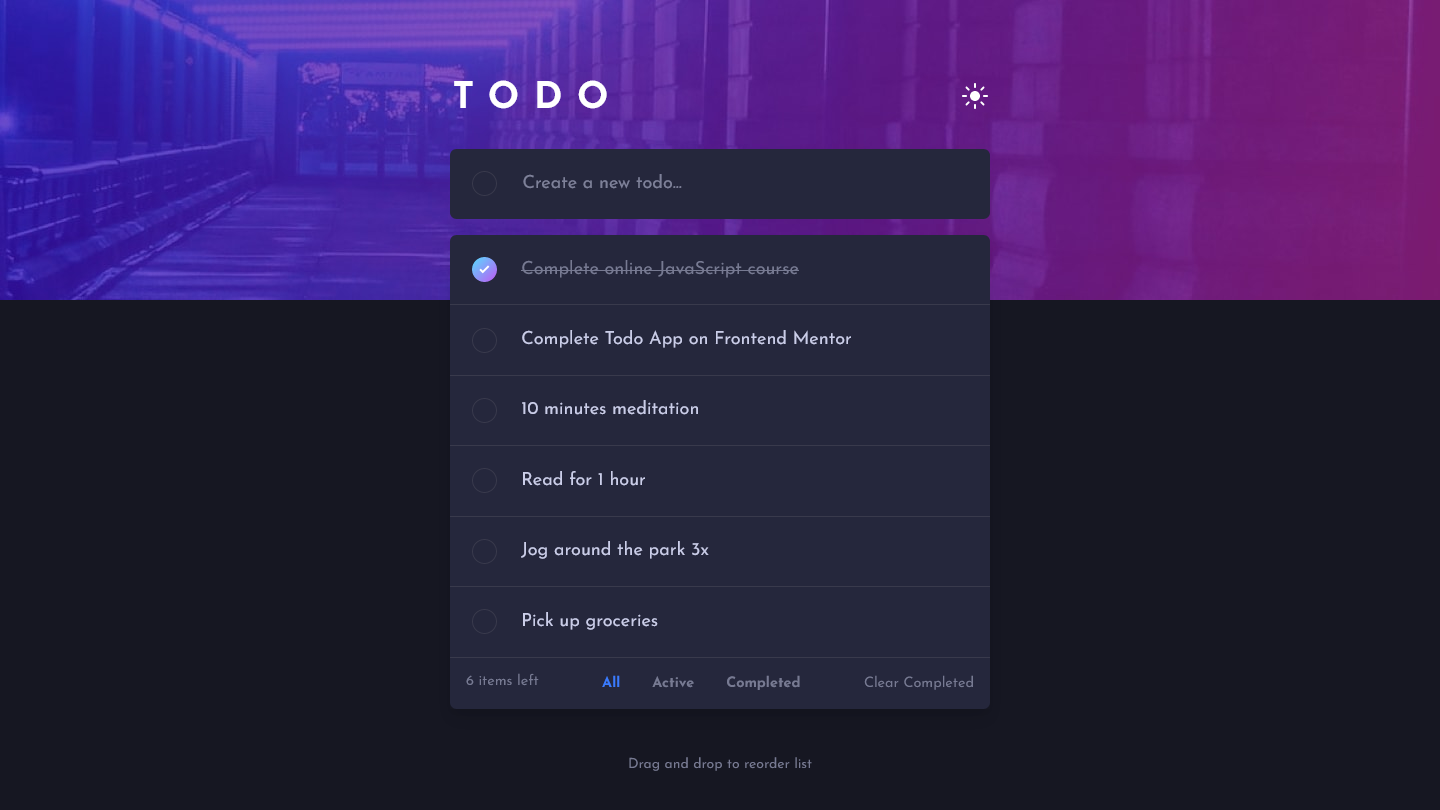 TODO
Create a new todo...
Complete online JavaScript course
Complete Todo App on Frontend Mentor
10 minutes meditation
Read for 1 hour
Jog around the park 3x
Pick up groceries
6 items left All Active Completed Clear Completed
Drag and drop to reorder list